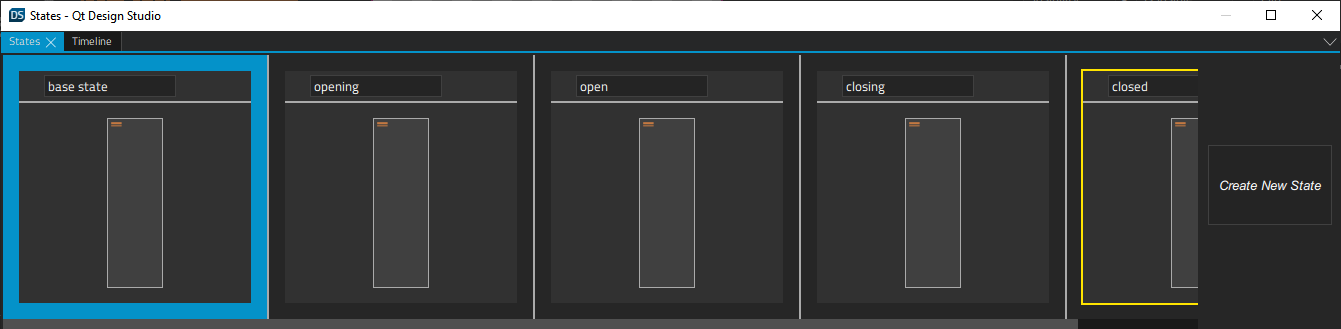 DS States - Qt Design Studio
States Timeline
base state
opening
open
closing
closed
Create New State